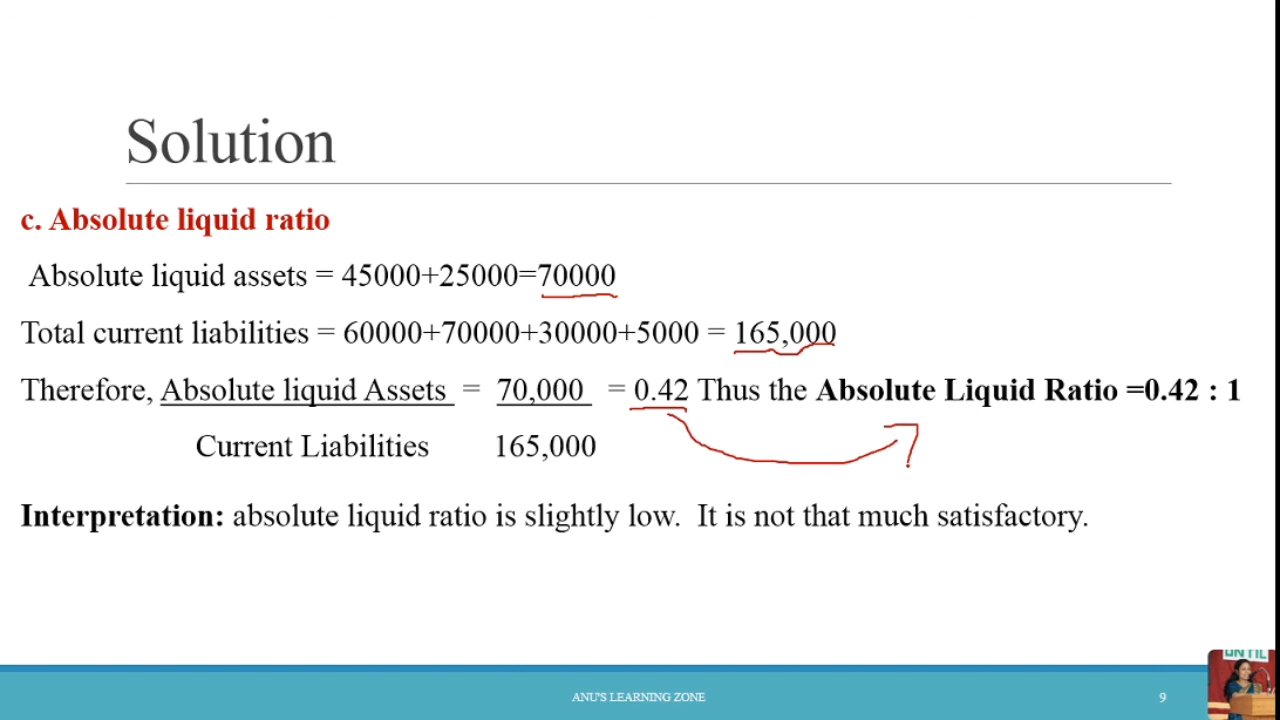 Solution
c. Absolute liquid ratio
Absolute liquid assets = 45000+25000=70000
Total current liabilities = 60000+70000+30000+5000 = 165,000
Therefore, Absolute liquid Assets = 70,000 = 0.42 Thus the Absolute Liquid Ratio =0.42 : 1
Current Liabilities 165,000
Interpretation: absolute liquid ratio is slightly low. It is not that much satisfactory.
ANU'S LEARNING ZONE 9